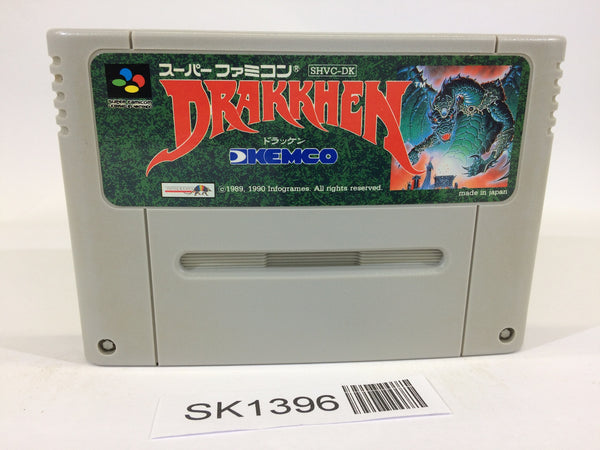 スーパーファミコン® SHVC-DK
DRAKKHEN
ドラッケン
KEMCO
©1989, 1990 Infogrames. All rights reserved.
made in japan
SK1396